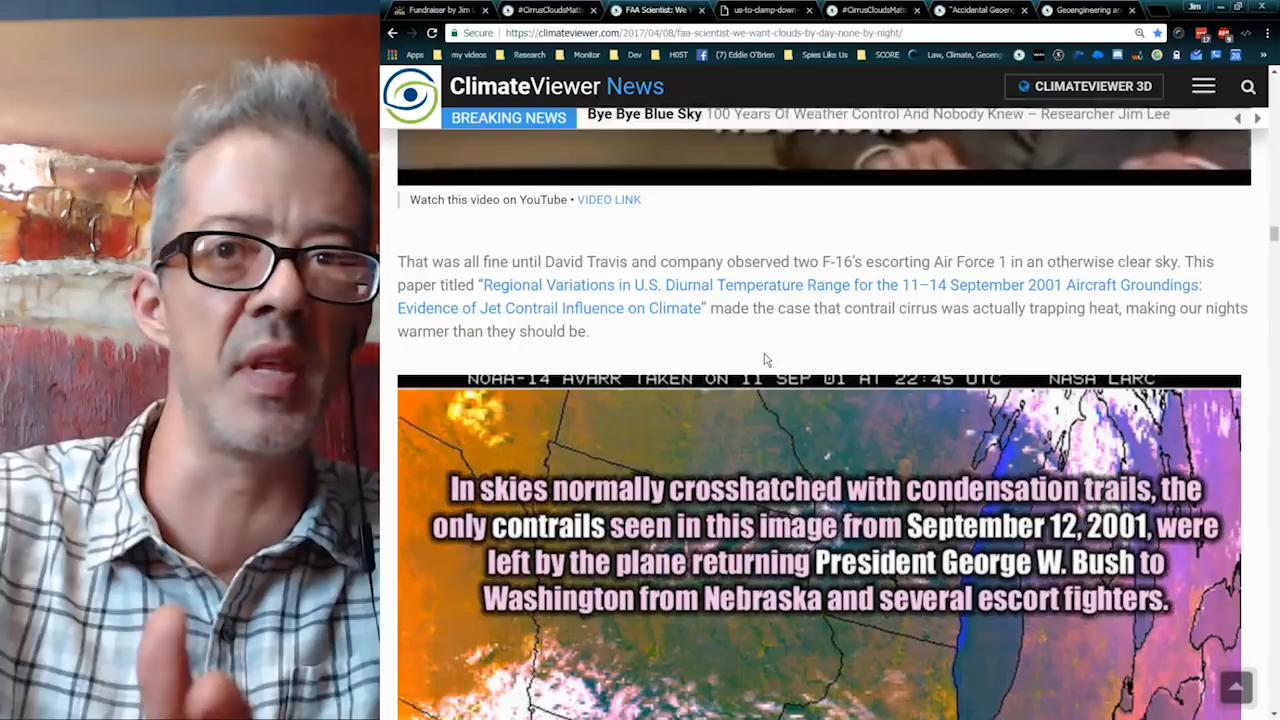 Fundraiser by Jim L
#CirrusCloudsMatt
FAA Scientist: We W
us-to-clamp-down-
#CirrusCloudsMatt
"Accidental Geoeng
Geoengineering an
Jim
Secure
https://climateviewer.com/2017/04/08/faa-scientist-we-want-clouds-by-day-none-by-night/
Apps
my videos
Research
Monitor
Dev
H0ST
(7) Eddie O'Brien
Spies Like Us
SCORE
Law, Climate, Geoeng
ClimateViewer News
CLIMATEVIEWER 3D
BREAKING NEWS
Bye Bye Blue Sky 100 Years Of Weather Control And Nobody Knew – Researcher Jim Lee
Watch this video on YouTube • VIDEO LINK
That was all fine until David Travis and company observed two F-16's escorting Air Force 1 in an otherwise clear sky. This
paper titled “Regional Variations in U.S. Diurnal Temperature Range for the 11–14 September 2001 Aircraft Groundings:
Evidence of Jet Contrail Influence on Climate” made the case that contrail cirrus was actually trapping heat, making our nights
warmer than they should be.
NOAA-14 AVHRR TAKEN ON 11 SEP 01 AT 22:45 UTC NASA LARC
In skies normally crosshatched with condensation trails, the
only contrails seen in this image from September 12, 2001, were
left by the plane returning President George W. Bush to
Washington from Nebraska and several escort fighters.